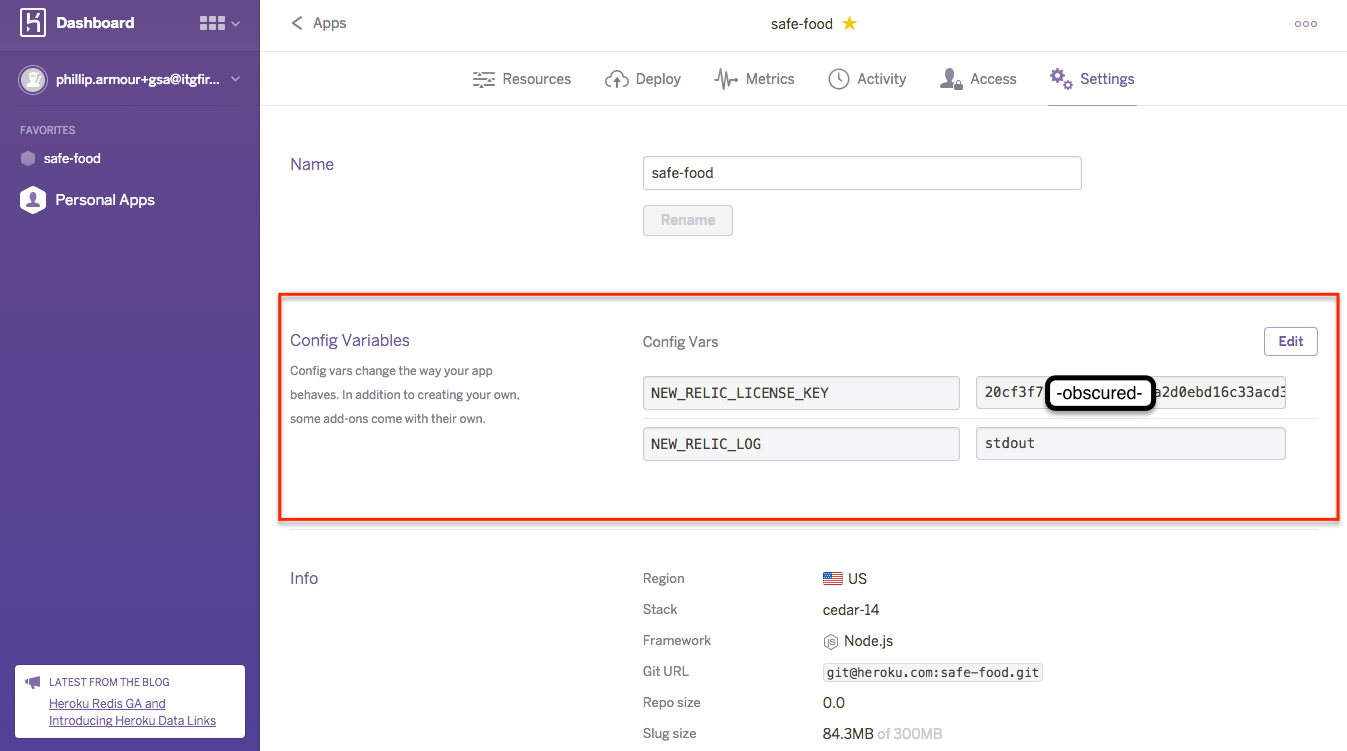 Dashboard
phillip.armour+gsa@itgfir...
FAVORITES
safe-food
Personal Apps
LATEST FROM THE BLOG
Heroku Redis GA and
Introducing Heroku Data Links
Apps
safe-food
Resources
Deploy
Metrics
Activity
Access
Settings
Name
safe-food
Rename
Config Variables
Config vars change the way your app
behaves. In addition to creating your own,
some add-ons come with their own.
Config Vars
Edit
NEW_RELIC_LICENSE_KEY
20cf3f7 -obscured- a2d0ebd16c33acd3
NEW_RELIC_LOG
stdout
Info
Region
US
Stack
cedar-14
Framework
Node.js
Git URL
git@heroku.com:safe-food.git
Repo size
0.0
Slug size
84.3MB of 300MB